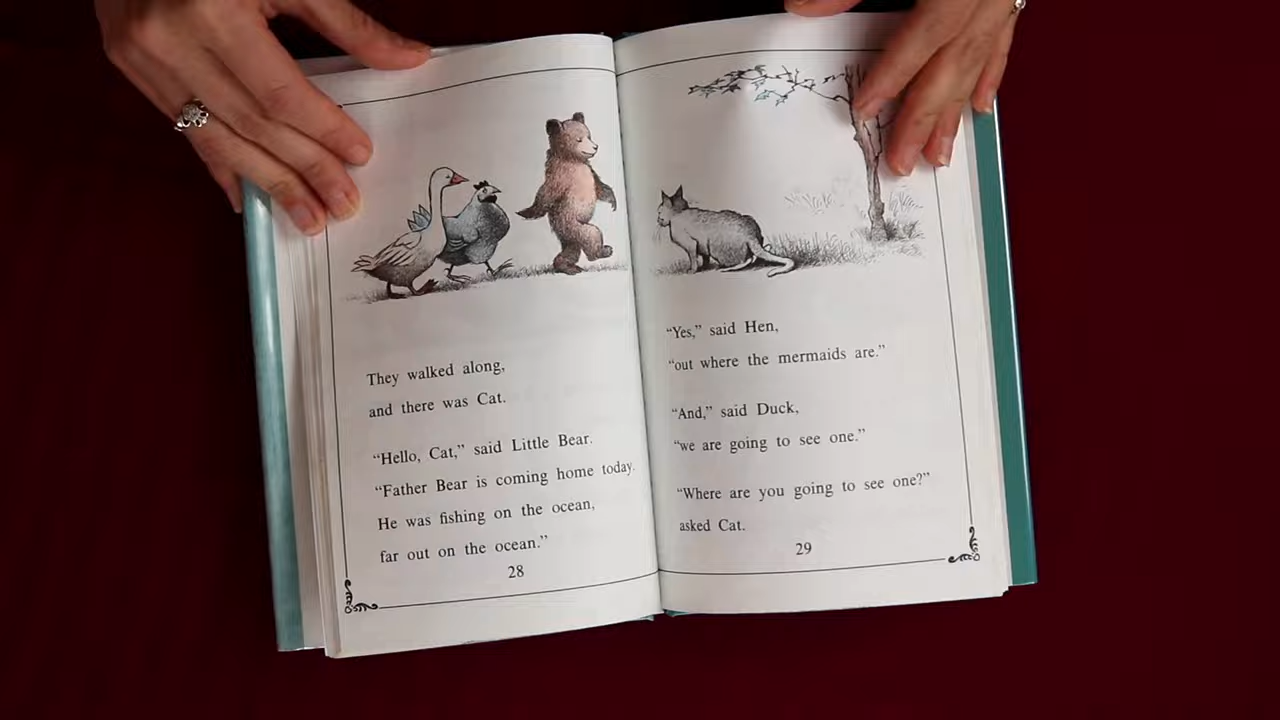 They walked along,
and there was Cat.
“Hello, Cat,” said Little Bear.
“Father Bear is coming home today.
He was fishing on the ocean,
far out on the ocean.”
28
“Yes,” said Hen,
“out where the mermaids are.”
“And,” said Duck,
“we are going to see one.”
“Where are you going to see one?”
asked Cat.
29